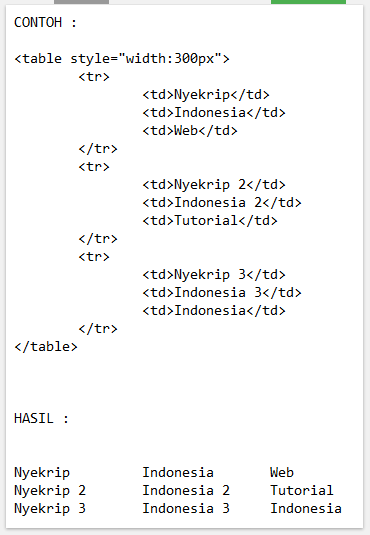 CONTOH :
<table style="width:300px">
<tr>
<td>Nyekrip</td>
<td>Indonesia</td>
<td>Web</td>
</tr>
<tr>
<td>Nyekrip 2</td>
<td>Indonesia 2</td>
<td>Tutorial</td>
</tr>
<tr>
<td>Nyekrip 3</td>
<td>Indonesia 3</td>
<td>Indonesia</td>
</tr>
</table>
HASIL :
Nyekrip Indonesia Web
Nyekrip 2 Indonesia 2 Tutorial
Nyekrip 3 Indonesia 3 Indonesia